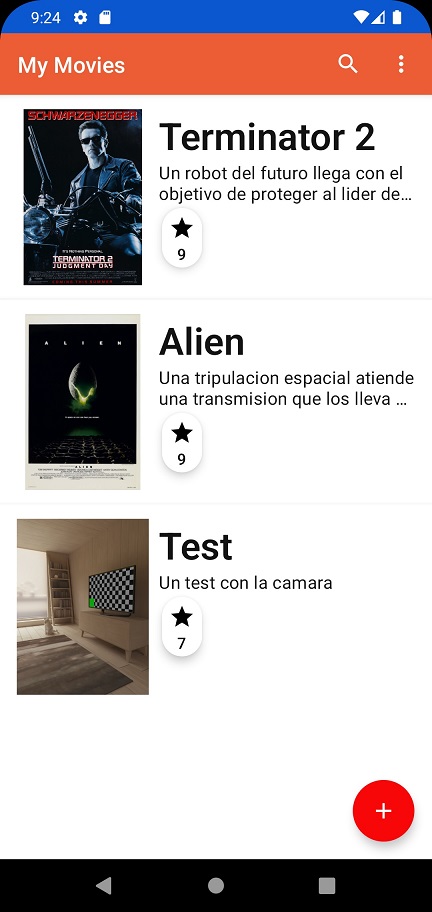 9:24
My Movies
SCHWARZENEGGER
IT'S NOTHING PERSONAL.
TERMINATOR 2
JUDGMENT DAY
Terminator 2
Un robot del futuro llega con el
objetivo de proteger al lider de…
9
A L I E N
ALIEN
Alien
Una tripulacion espacial atiende
una transmision que los lleva …
9
Test
Un test con la camara
7
+